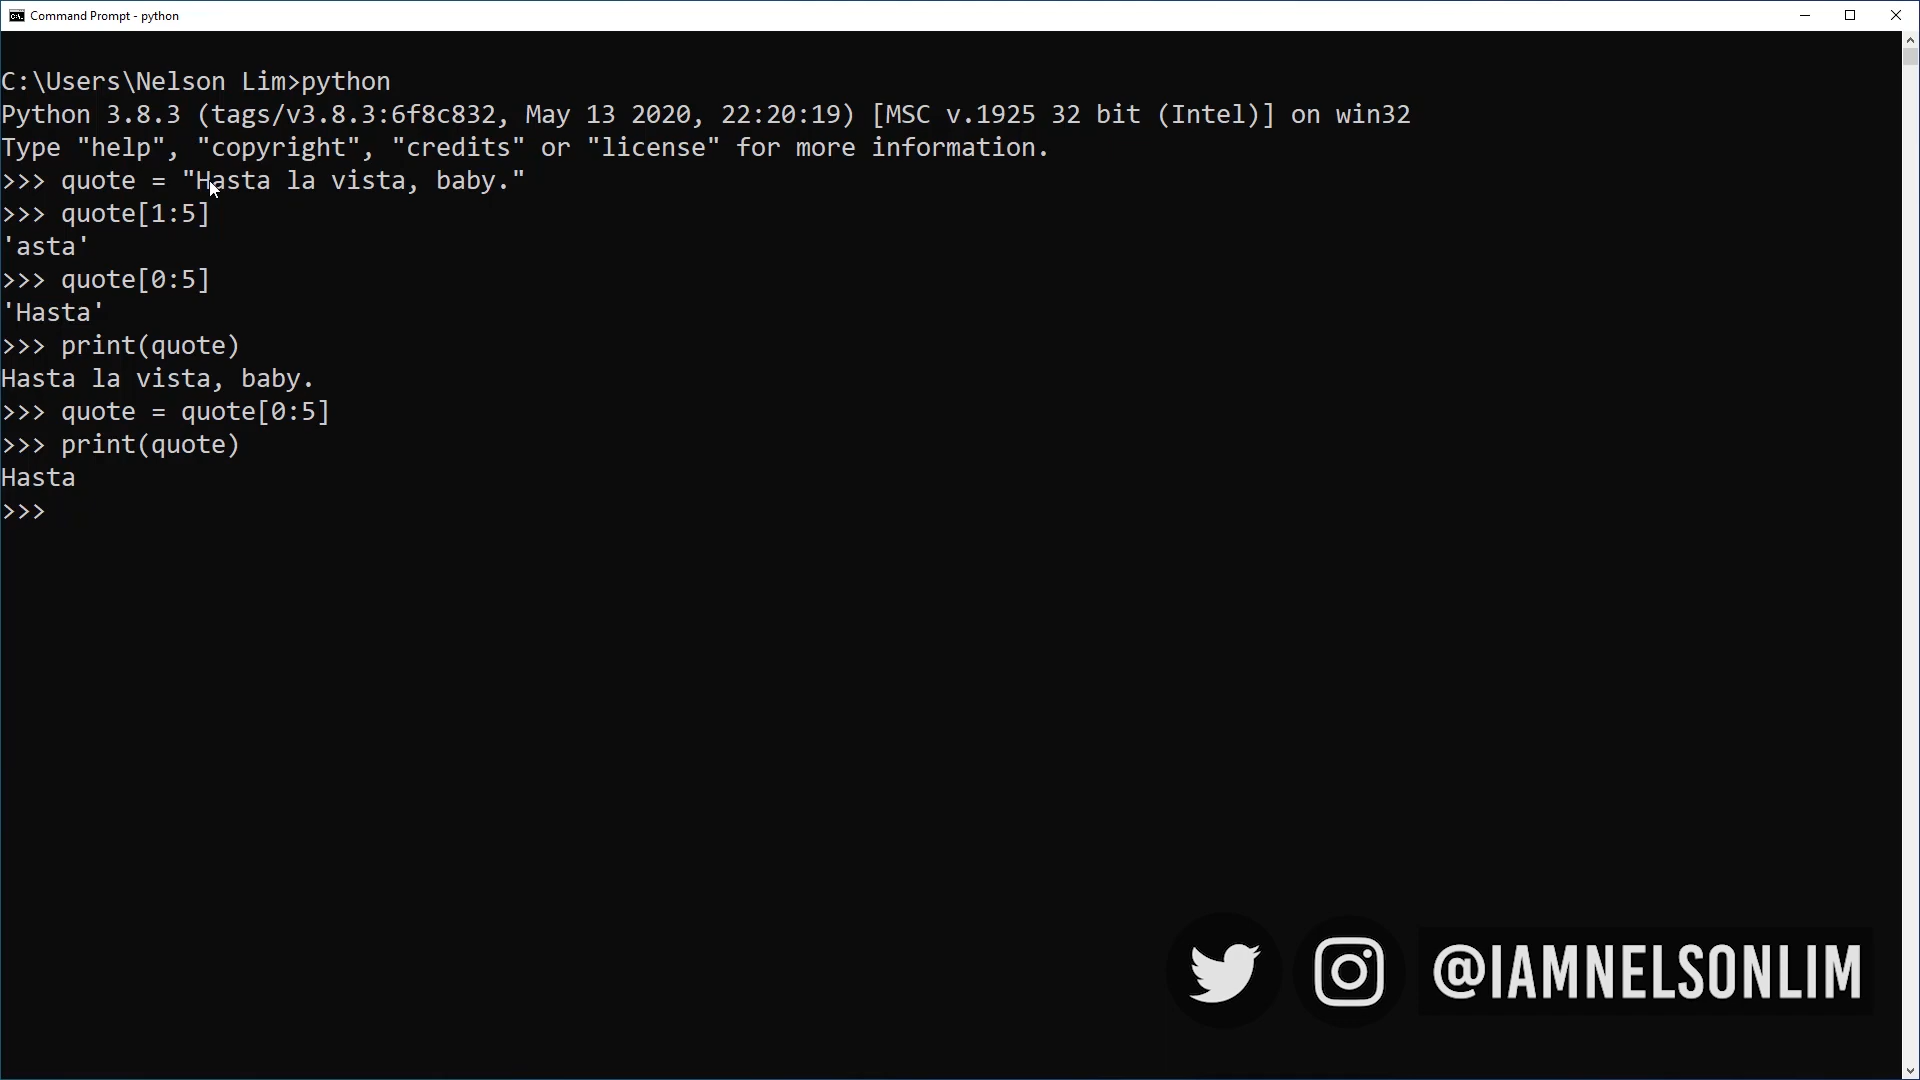 Command Prompt - python
C:\Users\Nelson Lim>python
Python 3.8.3 (tags/v3.8.3:6f8c832, May 13 2020, 22:20:19) [MSC v.1925 32 bit (Intel)] on win32
Type "help", "copyright", "credits" or "license" for more information.
>>> quote = "Hasta la vista, baby."
>>> quote[1:5]
'asta'
>>> quote[0:5]
'Hasta'
>>> print(quote)
Hasta la vista, baby.
>>> quote = quote[0:5]
>>> print(quote)
Hasta
>>>
@IAMNELSONLIM